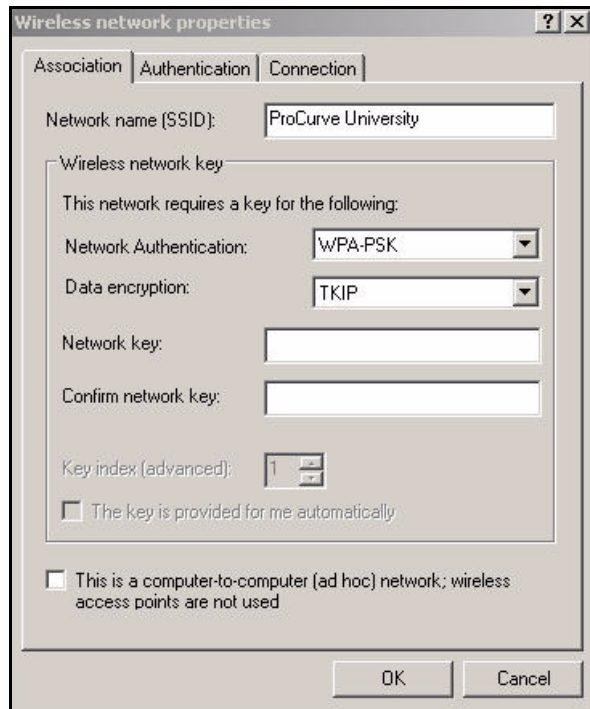 Wireless network properties
Association Authentication Connection
Network name (SSID): ProCurve University
Wireless network key
This network requires a key for the following:
Network Authentication: WPA-PSK
Data encryption: TKIP
Network key:
Confirm network key:
Key index (advanced): 1
The key is provided for me automatically
This is a computer-to-computer (ad hoc) network; wireless
access points are not used
OK Cancel